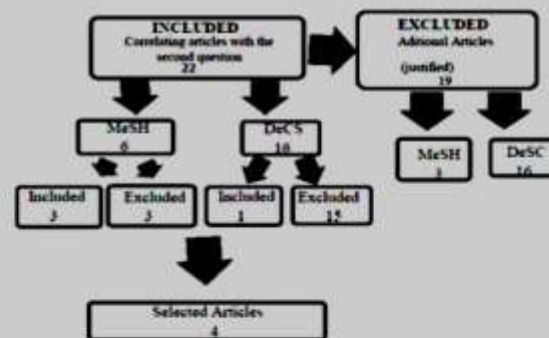 INCLUDED
Correlating articles with the
second question
22
EXCLUDED
Aditional Articles
(justified)
19
MeSH
6
DeCS
16
MeSH
3
DeSC
16
Included
3
Excluded
3
Included
1
Excluded
15
Selected Articles
4